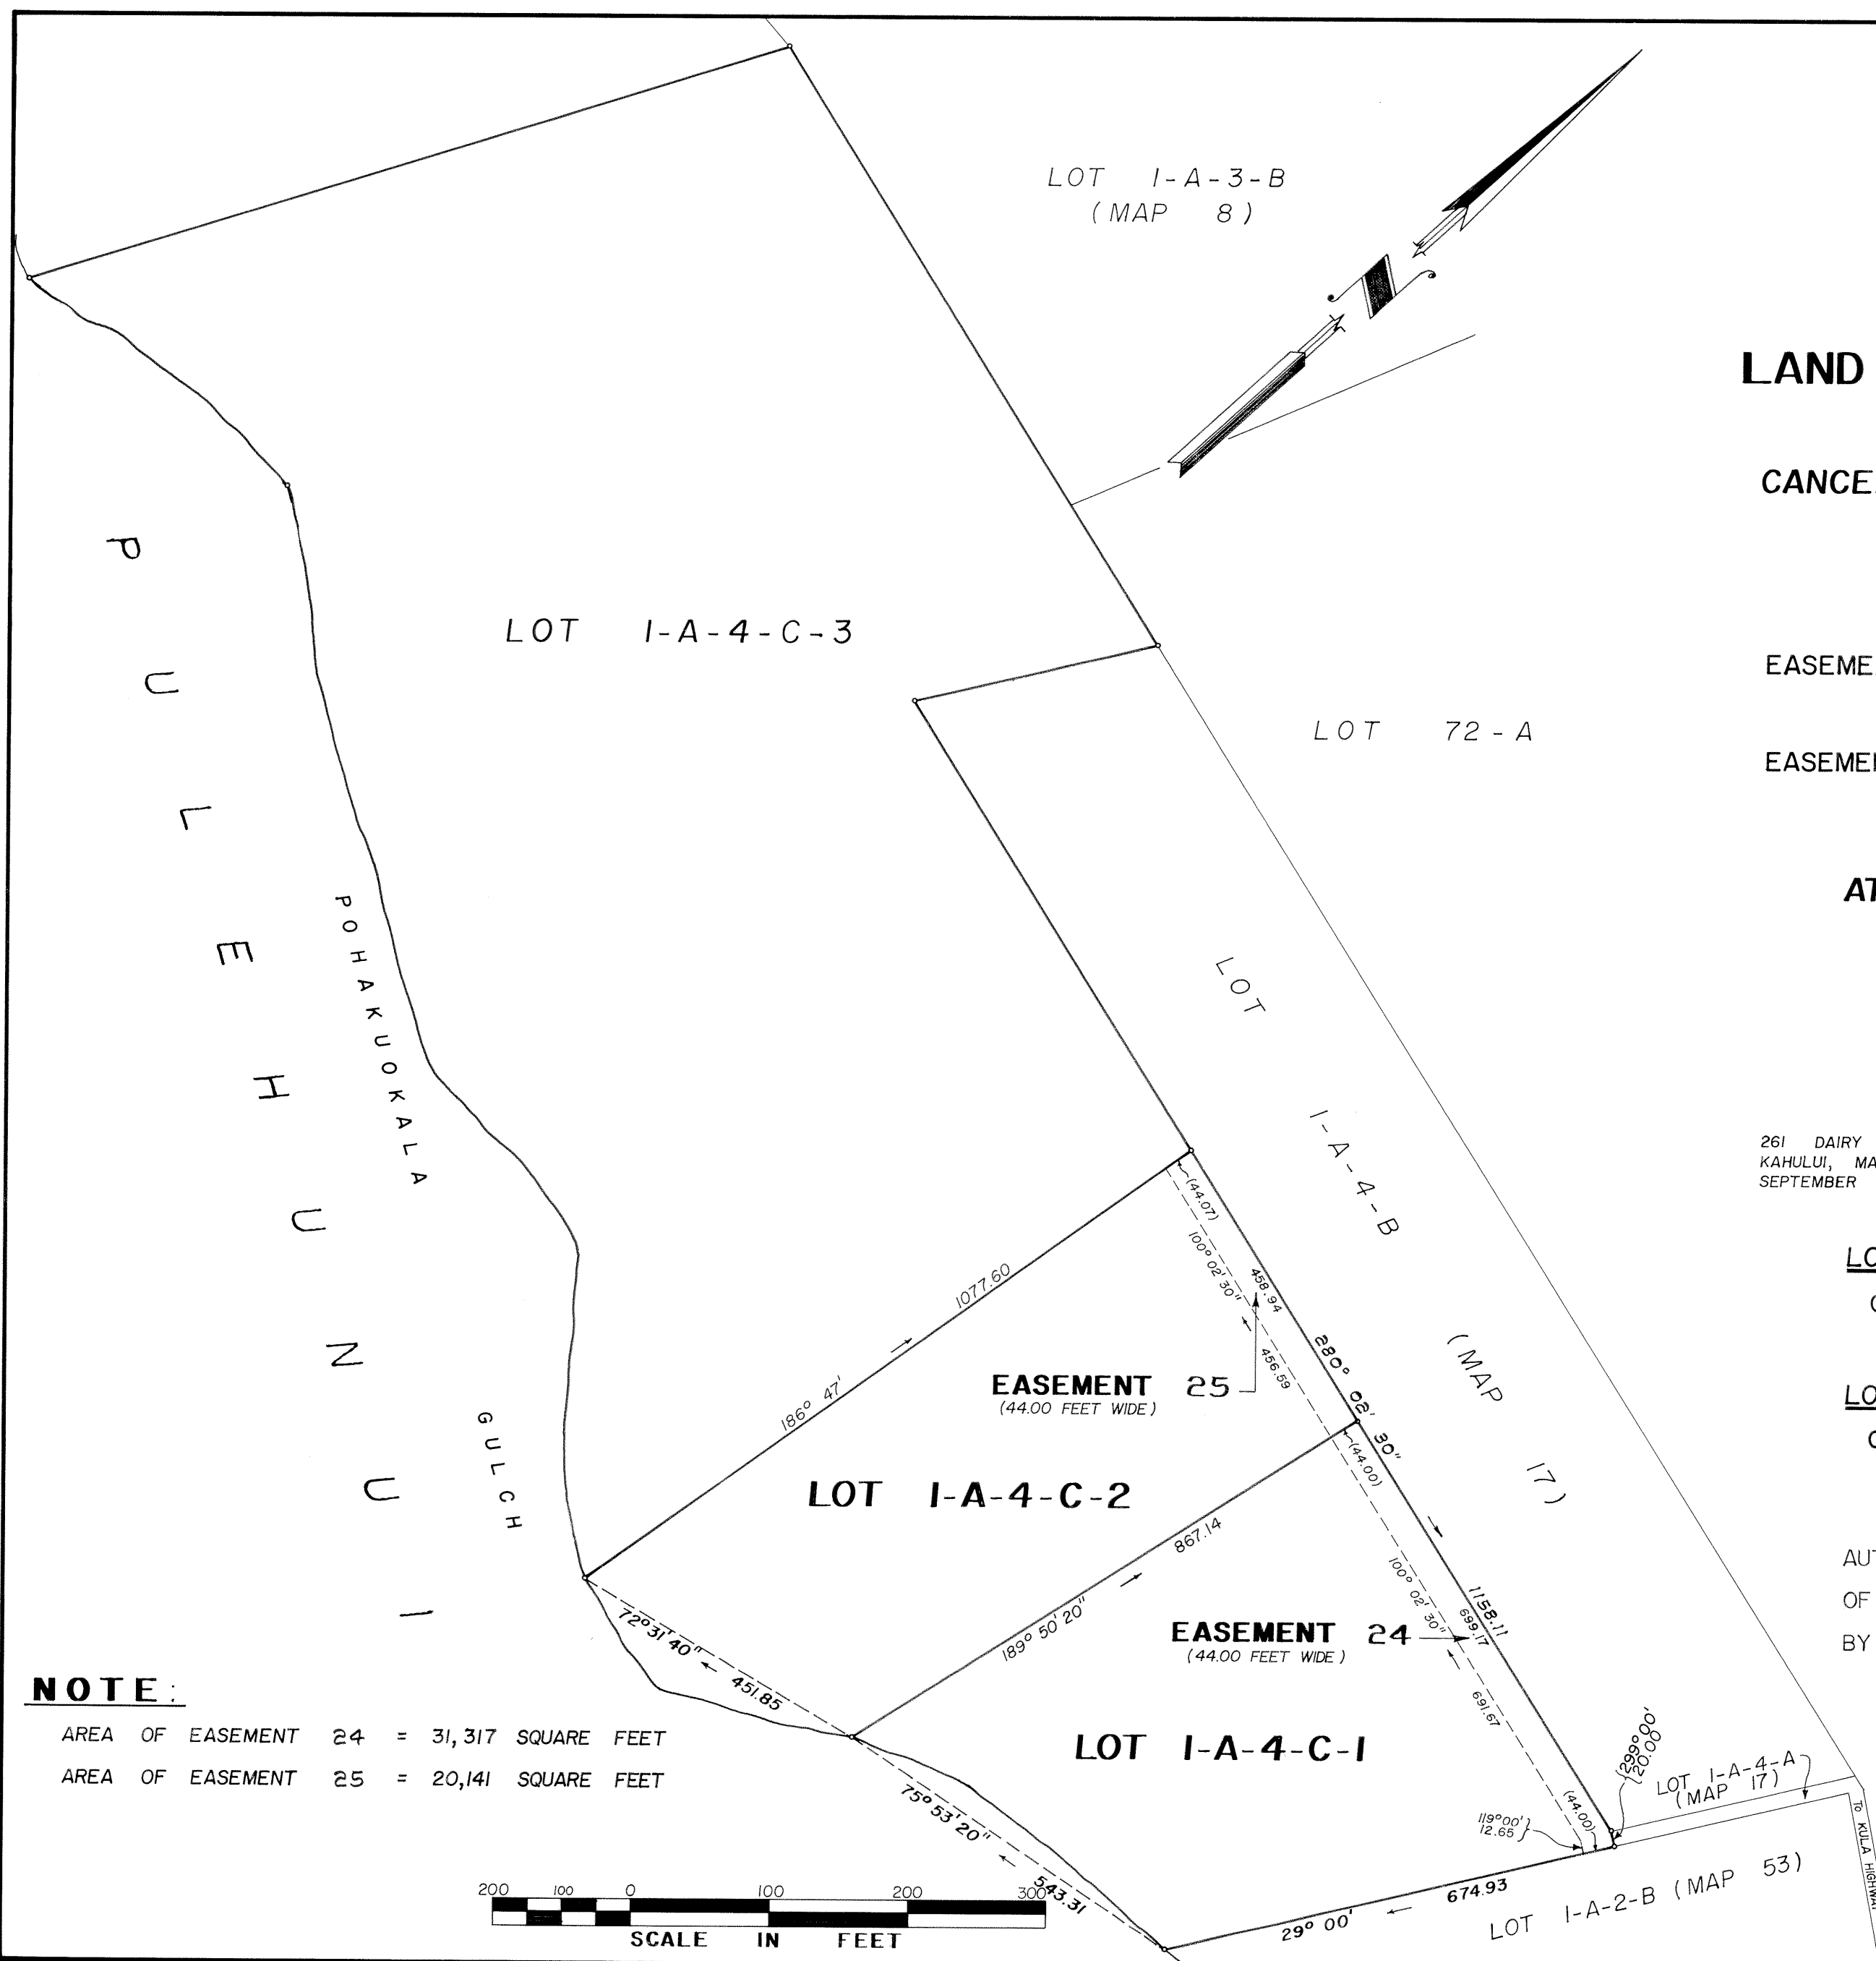 LOT 1-A-3-B
(MAP 8)
LAND
CANCE
LOT 1-A-4-C-3
EASEME
LOT 72-A
EASEME
AT
PULEHUNUI
POHAKUOKALA
GULCH
LOT 1-A-4-B (MAP 17)
261 DAIRY
KAHULUI, MA
SEPTEMBER
(44.07)
100° 02' 30"
458.94
456.59
1077.60
186° 47'
EASEMENT 25
(44.00 FEET WIDE)
280° 02' 30"
1158.11
LOT 1-A-4-C-2
(44.00)
867.14
189° 50' 20"
100° 02' 30"
699.17
691.67
EASEMENT 24
(44.00 FEET WIDE)
72° 31' 40"
451.85
LOT 1-A-4-C-1
75° 53' 20"
543.31
299° 00'
20.00
LOT 1-A-4-A
(MAP 17)
(44.00)
119° 00'
12.65
TO KULA HIGHWAY
674.93
29° 00'
LOT 1-A-2-B (MAP 53)
LO
LO
AUT
OF
BY
NOTE:
AREA OF EASEMENT 24 = 31,317 SQUARE FEET
AREA OF EASEMENT 25 = 20,141 SQUARE FEET
200 100 0 100 200 300
SCALE IN FEET